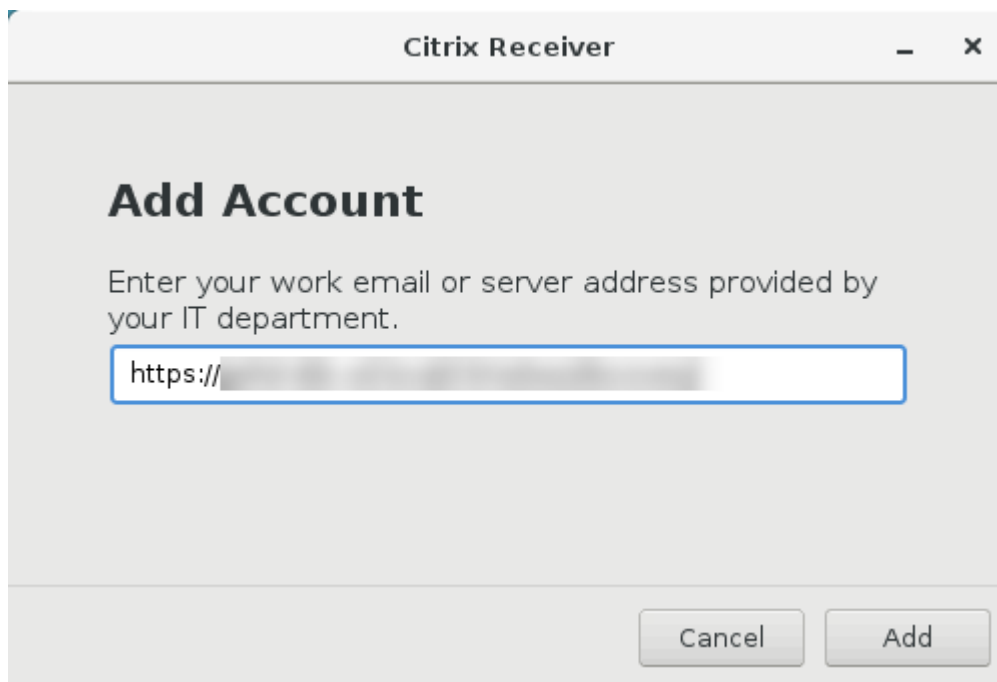 Citrix Receiver
Add Account
Enter your work email or server address provided by
your IT department.
https://
Cancel
Add